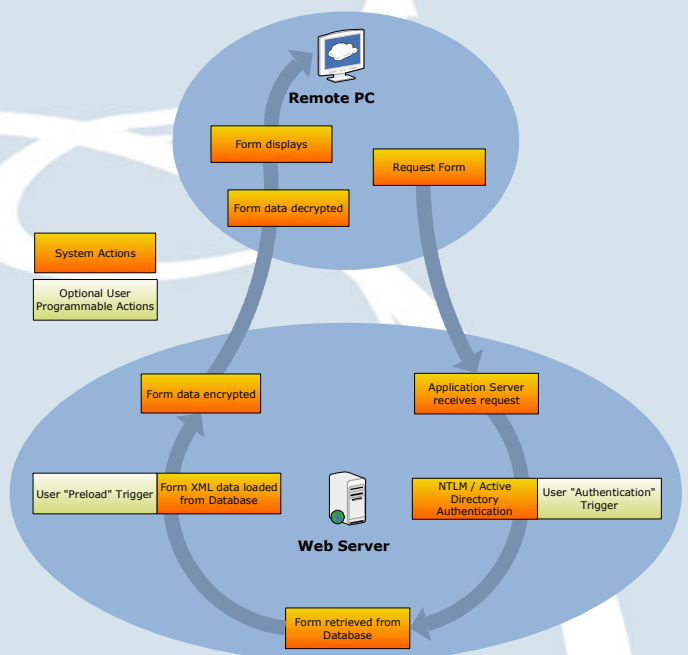 Remote PC
Form displays
Request Form
Form data decrypted
System Actions
Optional User
Programmable Actions
Form data encrypted
Application Server
receives request
User "Preload" Trigger
Form XML data loaded
from Database
NTLM / Active
Directory
Authentication
User "Authentication"
Trigger
Web Server
Form retrieved from
Database